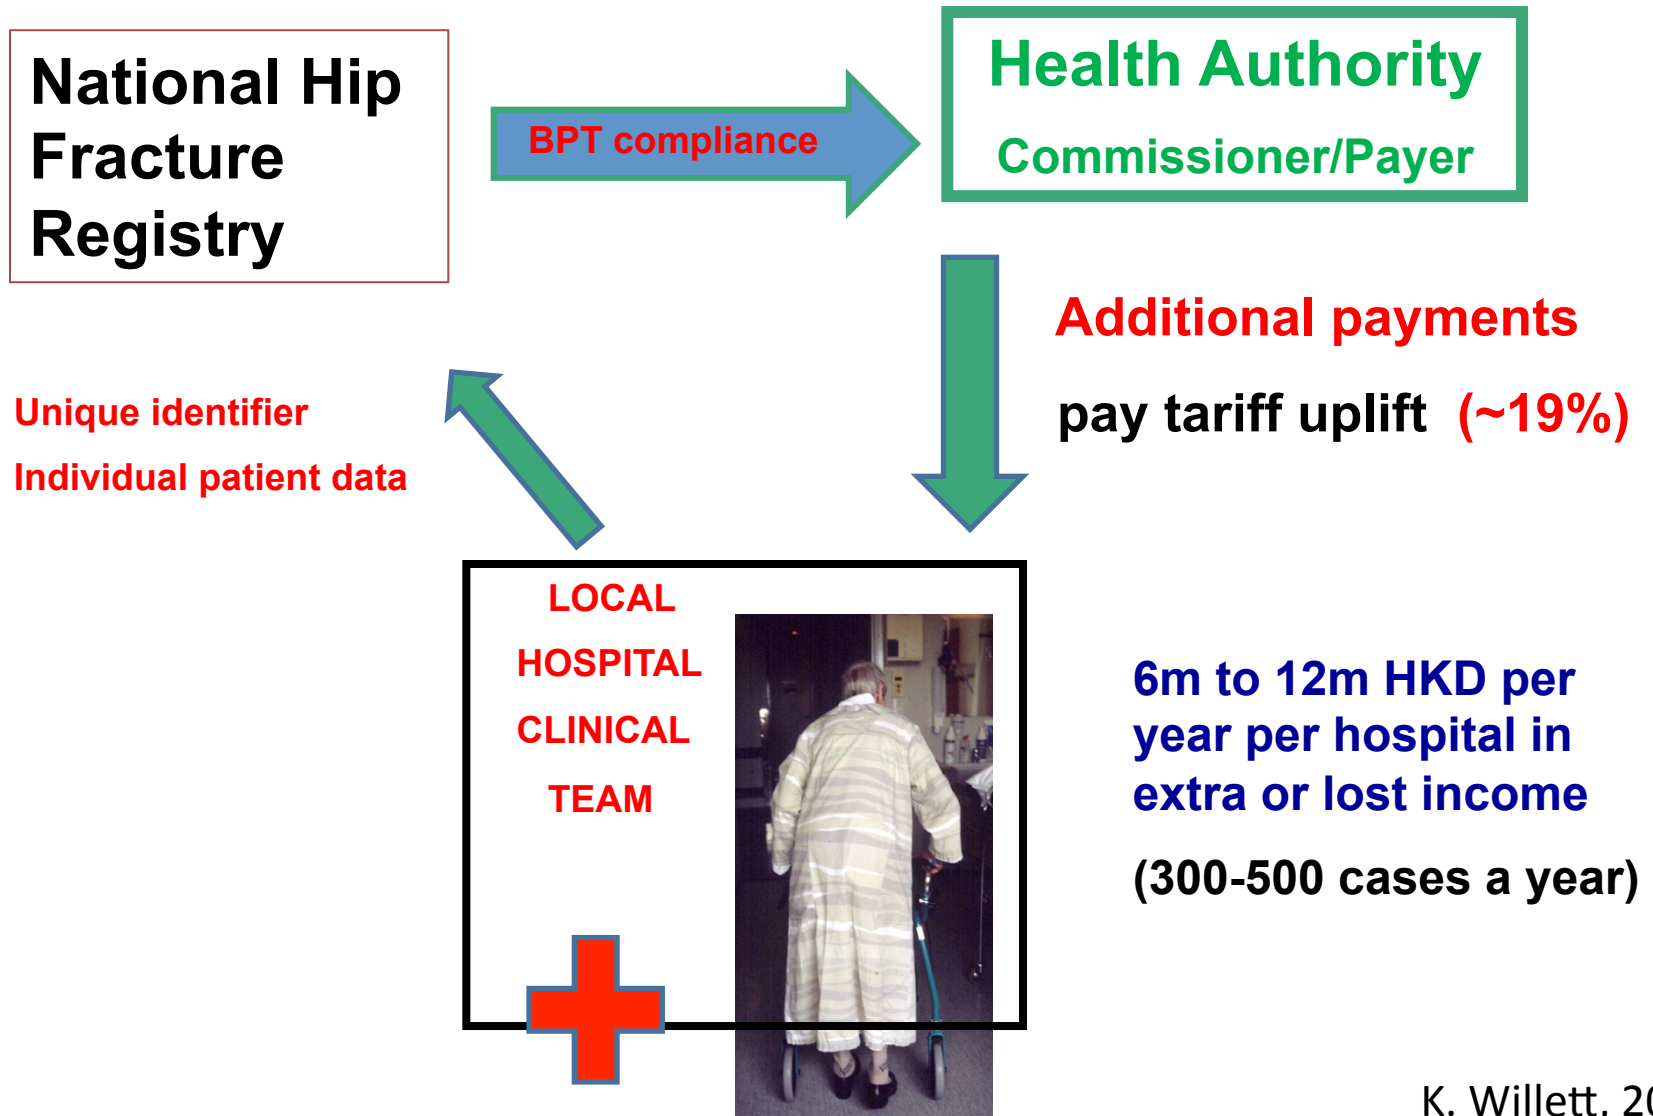 National Hip
Fracture
Registry
BPT compliance
Health Authority
Commissioner/Payer
Additional payments
pay tariff uplift (~19%)
Unique identifier
Individual patient data
LOCAL
HOSPITAL
CLINICAL
TEAM
6m to 12m HKD per
year per hospital in
extra or lost income
(300-500 cases a year)
K. Willett, 20